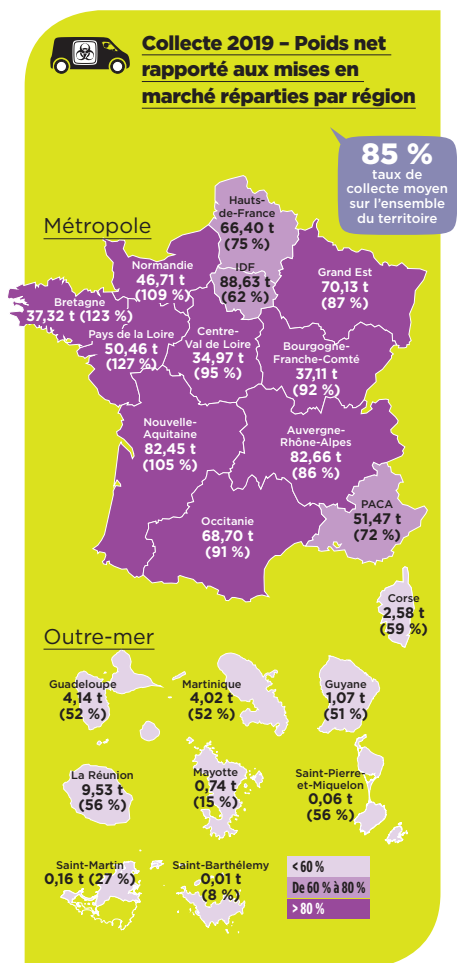 Collecte 2019 – Poids net
rapporté aux mises en
marché réparties par région
85 %
taux de
collecte moyen
sur l'ensemble
du territoire
Métropole
Hauts-
de-France
66,40 t
(75 %)
Normandie
46,71 t
(109 %)
IDF
88,63 t
(62 %)
Grand Est
70,13 t
(87 %)
Bretagne
37,32 t (123 %)
Pays de la Loire
50,46 t
(127 %)
Centre-
Val de Loire
34,97 t
(95 %)
Bourgogne-
Franche-Comté
37,11 t
(92 %)
Nouvelle-
Aquitaine
82,45 t
(105 %)
Auvergne-
Rhône-Alpes
82,66 t
(86 %)
PACA
51,47 t
(72 %)
Occitanie
68,70 t
(91 %)
Corse
2,58 t
(59 %)
Outre-mer
Guadeloupe
4,14 t
(52 %)
Martinique
4,02 t
(52 %)
Guyane
1,07 t
(51 %)
La Réunion
9,53 t
(56 %)
Mayotte
0,74 t
(15 %)
Saint-Pierre-
et-Miquelon
0,06 t
(56 %)
Saint-Martin
0,16 t (27 %)
Saint-Barthélemy
0,01 t
(8 %)
< 60 %
De 60 % à 80 %
> 80 %